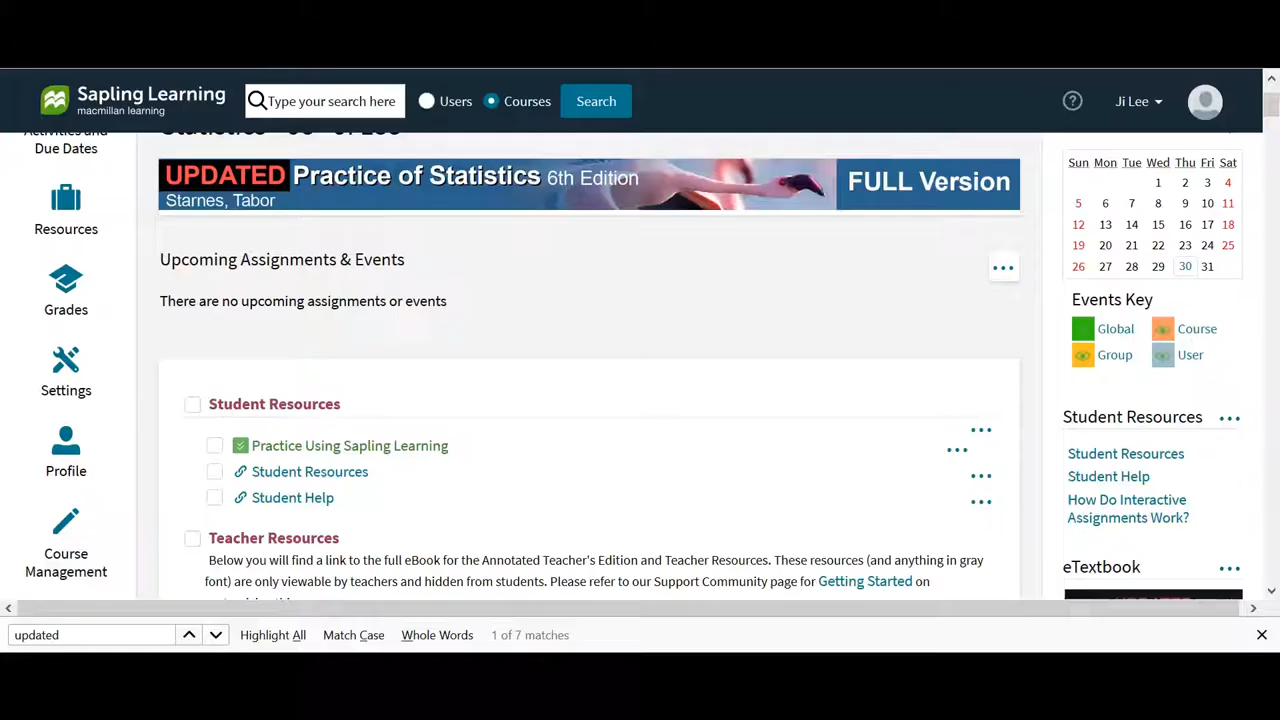 Sapling Learning
macmillan learning
Type your search here
Users
Courses
Search
Ji Lee
Activities and
Due Dates
Resources
Grades
Settings
Profile
Course
Management
UPDATED Practice of Statistics 6th Edition
Starnes, Tabor
FULL Version
Upcoming Assignments & Events
There are no upcoming assignments or events
Student Resources
Practice Using Sapling Learning
Student Resources
Student Help
Teacher Resources
Below you will find a link to the full eBook for the Annotated Teacher's Edition and Teacher Resources. These resources (and anything in gray
font) are only viewable by teachers and hidden from students. Please refer to our Support Community page for Getting Started on
Sun Mon Tue Wed Thu Fri Sat
1 2 3 4
5 6 7 8 9 10 11
12 13 14 15 16 17 18
19 20 21 22 23 24 25
26 27 28 29 30 31
Events Key
Global Course
Group User
Student Resources
Student Resources
Student Help
How Do Interactive
Assignments Work?
eTextbook
updated
Highlight All
Match Case
Whole Words
1 of 7 matches